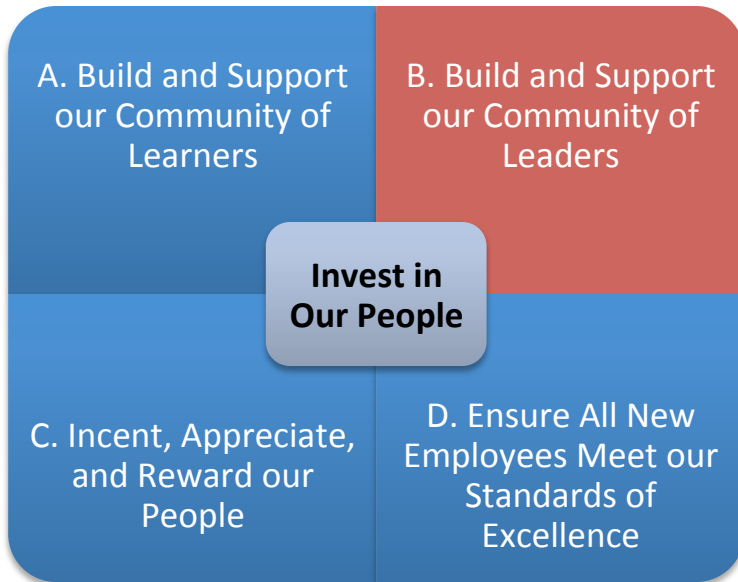 A. Build and Support
our Community of
Learners
B. Build and Support
our Community of
Leaders
Invest in
Our People
C. Incent, Appreciate,
and Reward our
People
D. Ensure All New
Employees Meet our
Standards of
Excellence